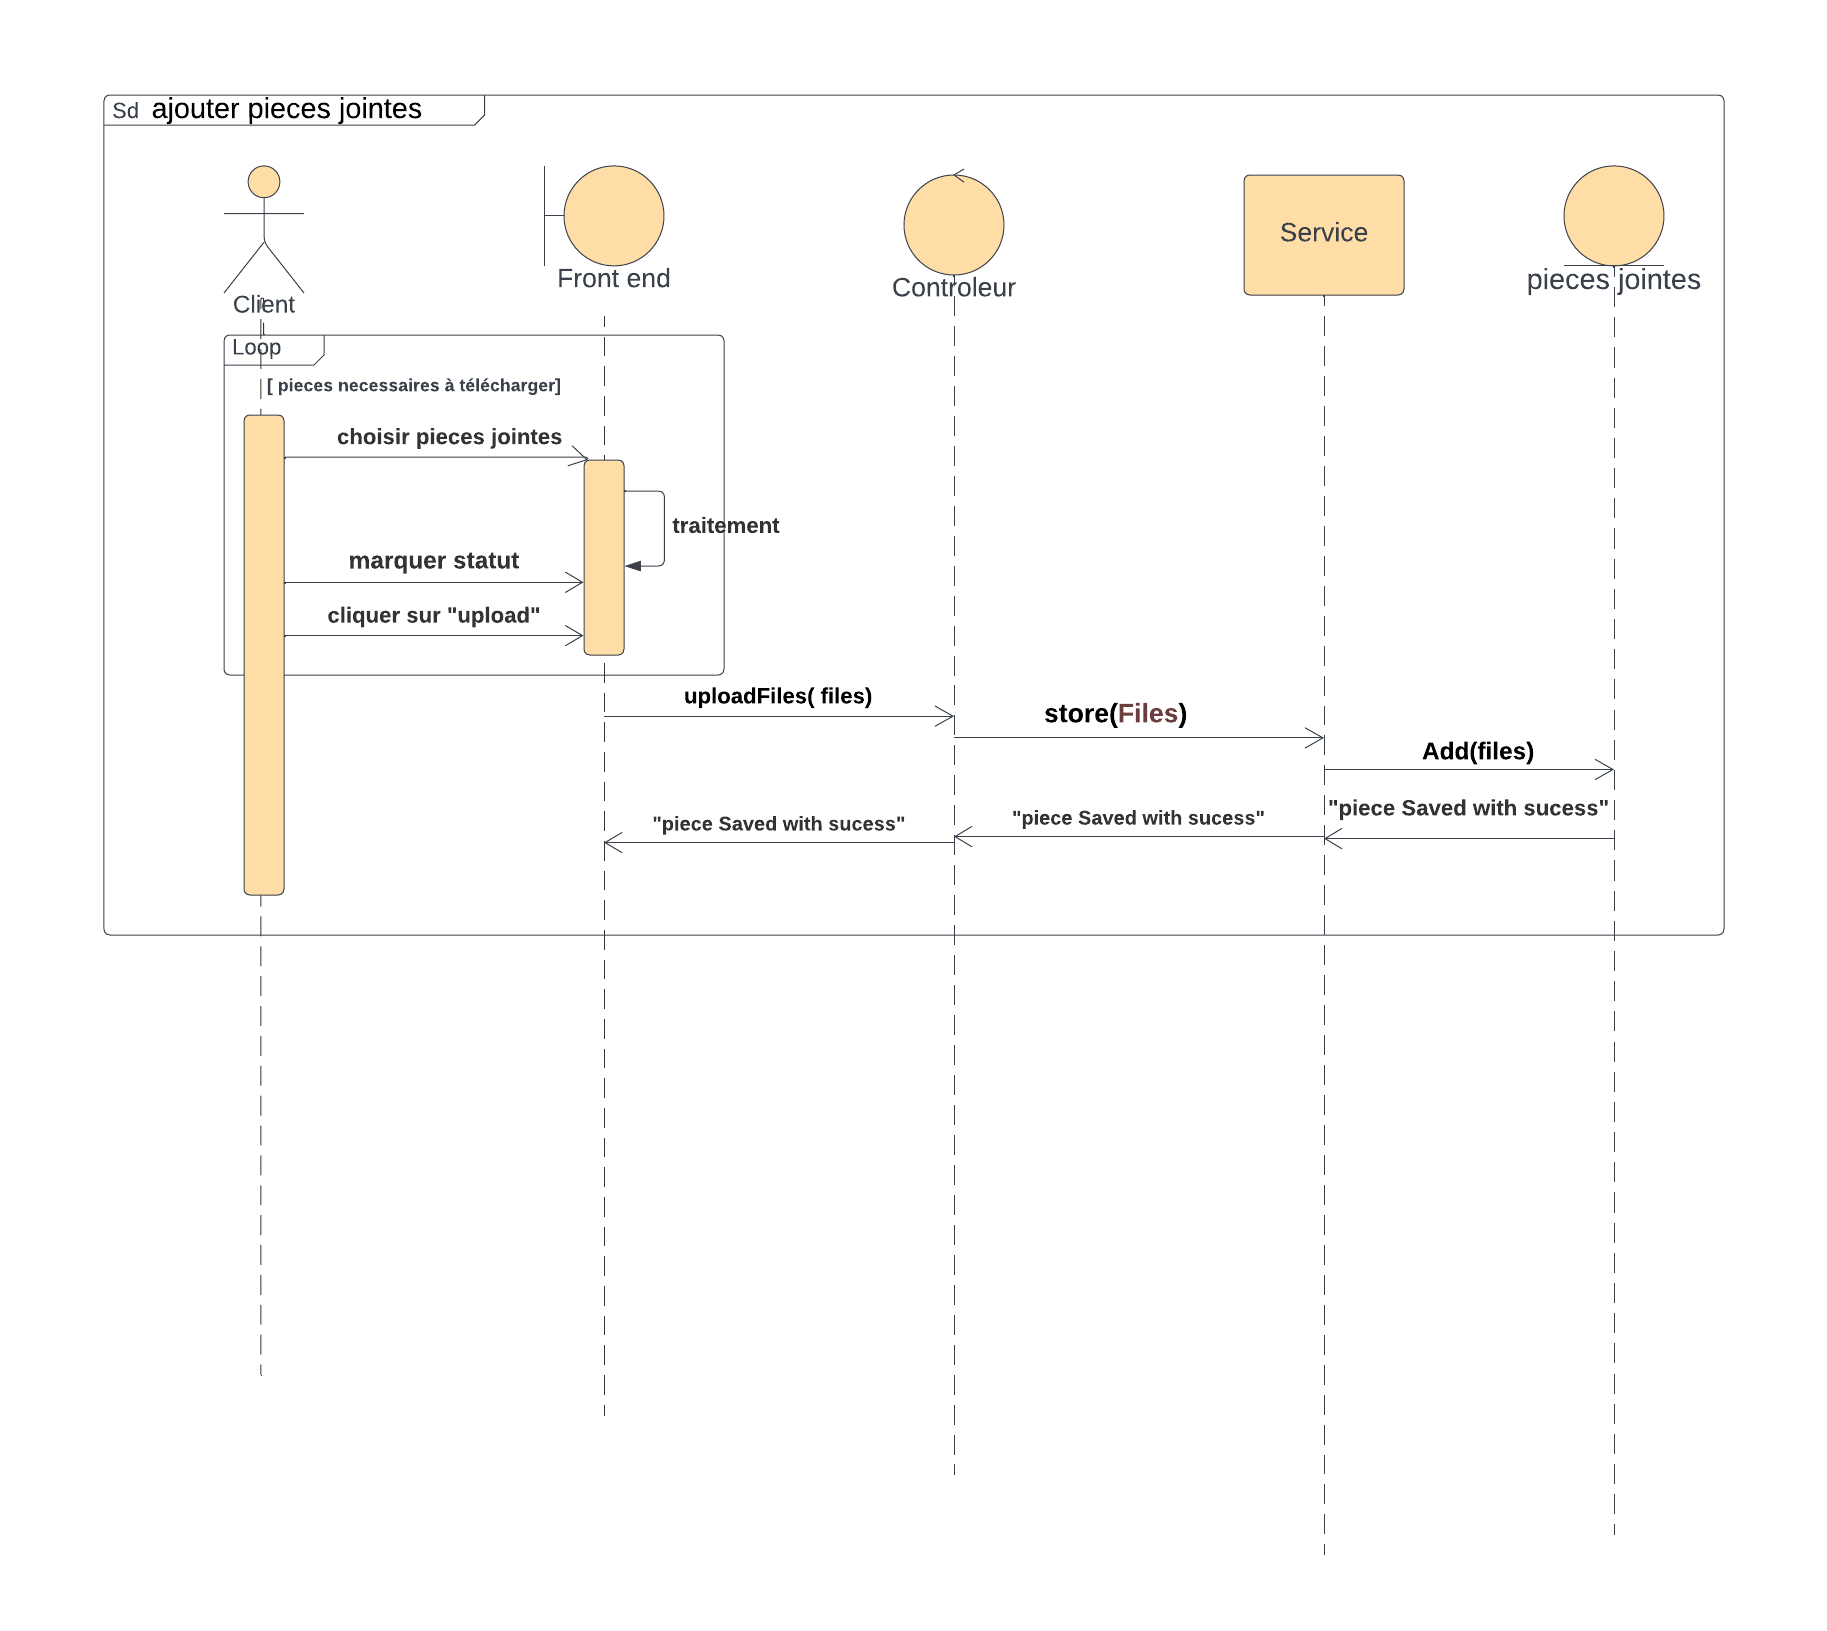 Sd ajouter pieces jointes
Client
Front end
Controleur
Service
pieces jointes
Loop
[ pieces necessaires à télécharger]
choisir pieces jointes
traitement
marquer statut
cliquer sur "upload"
uploadFiles( files)
store(Files)
Add(files)
"piece Saved with sucess"
"piece Saved with sucess"
"piece Saved with sucess"